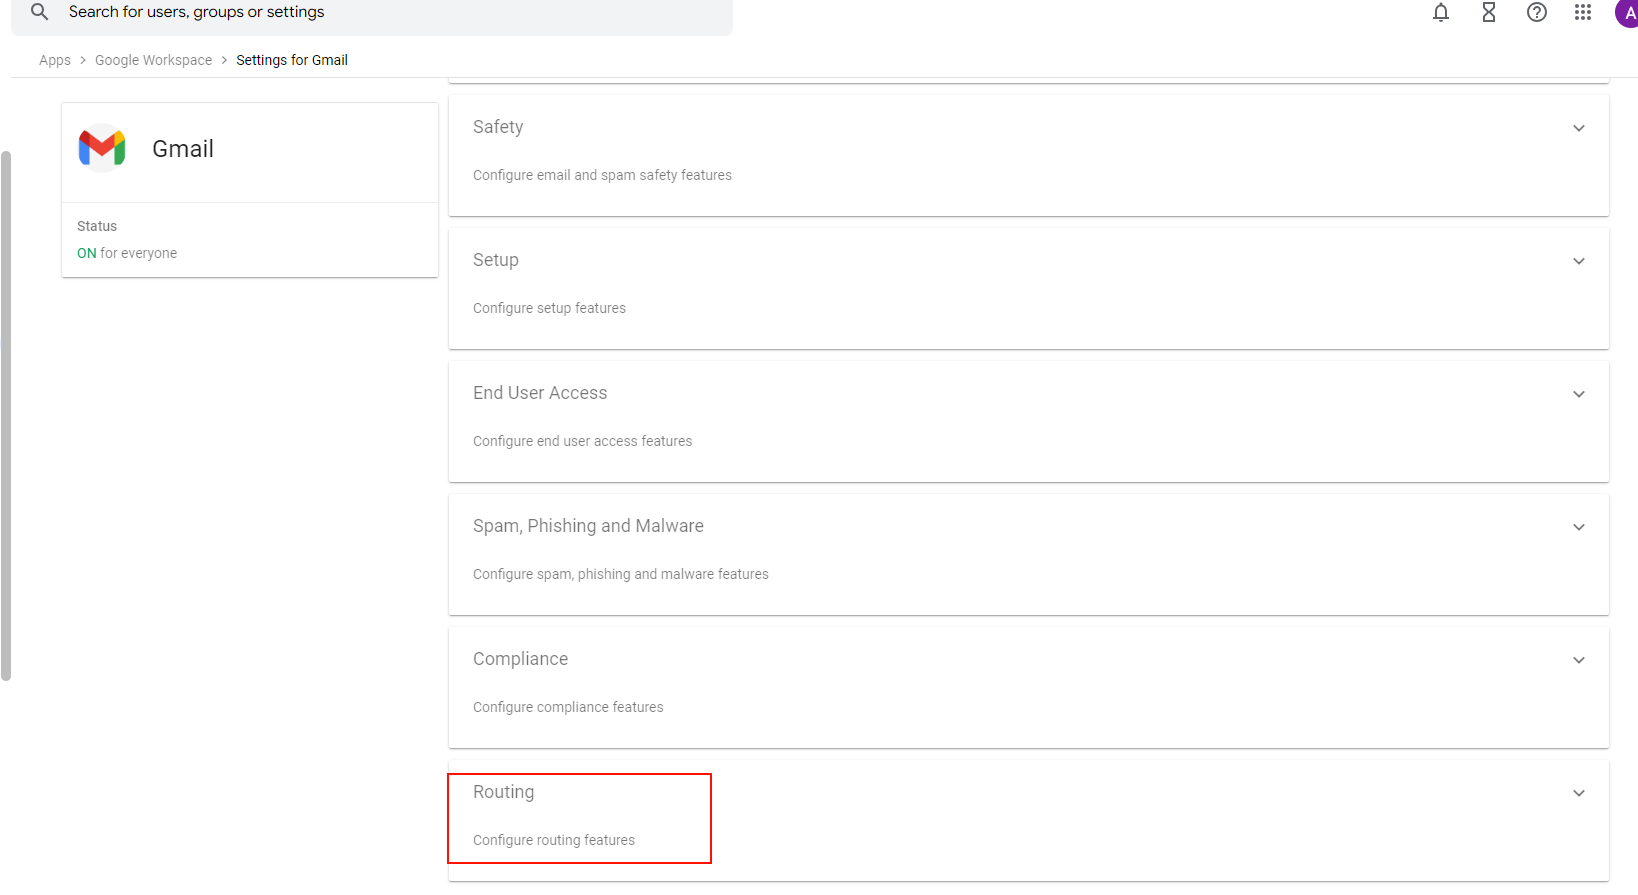 Search for users, groups or settings
A
Apps > Google Workspace > Settings for Gmail
Gmail
Status
ON for everyone
Safety
Configure email and spam safety features
Setup
Configure setup features
End User Access
Configure end user access features
Spam, Phishing and Malware
Configure spam, phishing and malware features
Compliance
Configure compliance features
Routing
Configure routing features